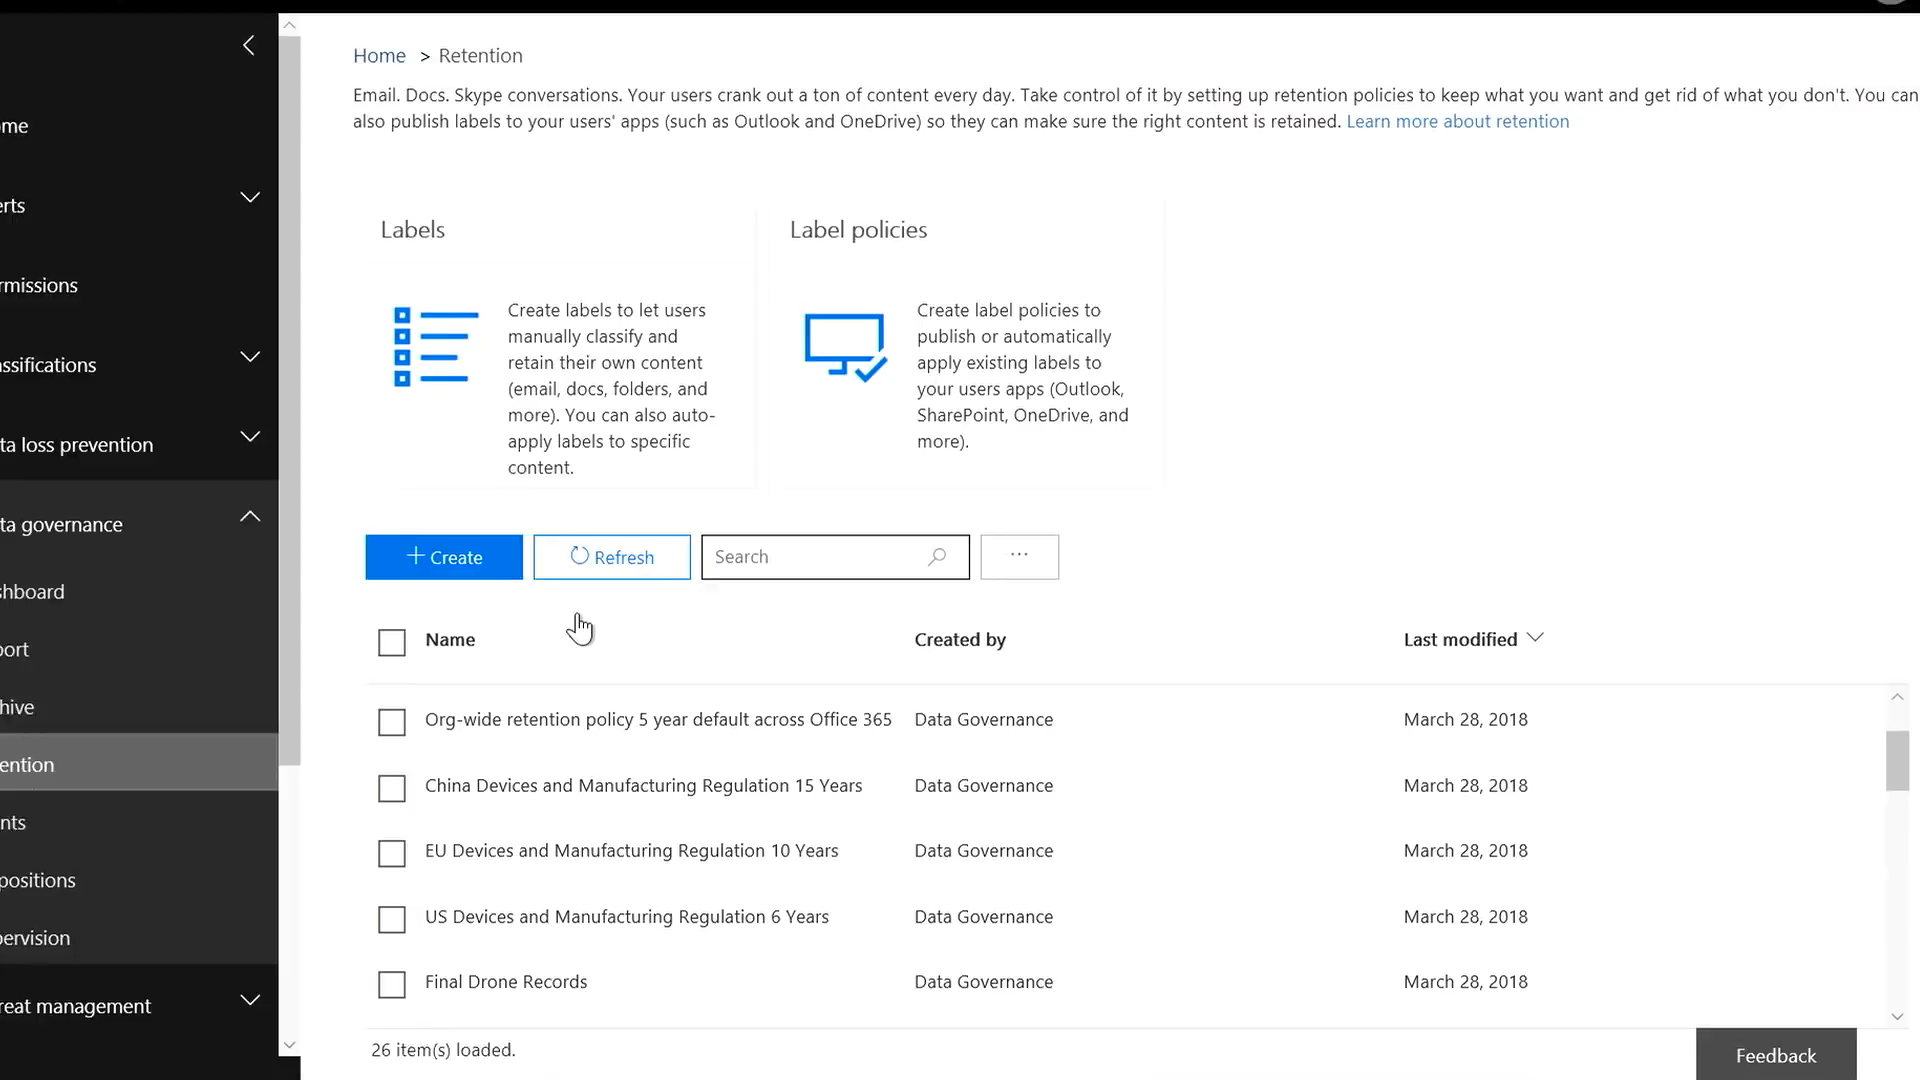 Home > Retention
Email. Docs. Skype conversations. Your users crank out a ton of content every day. Take control of it by setting up retention policies to keep what you want and get rid of what you don't. You can
also publish labels to your users' apps (such as Outlook and OneDrive) so they can make sure the right content is retained. Learn more about retention
ome
erts
rmissions
assifications
ta loss prevention
ta governance
shboard
port
hive
ention
nts
positions
pervision
reat management
Labels
Create labels to let users
manually classify and
retain their own content
(email, docs, folders, and
more). You can also auto-
apply labels to specific
content.
Label policies
Create label policies to
publish or automatically
apply existing labels to
your users apps (Outlook,
SharePoint, OneDrive, and
more).
+ Create
Refresh
Search
...
Name Created by Last modified
Org-wide retention policy 5 year default across Office 365 Data Governance March 28, 2018
China Devices and Manufacturing Regulation 15 Years Data Governance March 28, 2018
EU Devices and Manufacturing Regulation 10 Years Data Governance March 28, 2018
US Devices and Manufacturing Regulation 6 Years Data Governance March 28, 2018
Final Drone Records Data Governance March 28, 2018
26 item(s) loaded.
Feedback